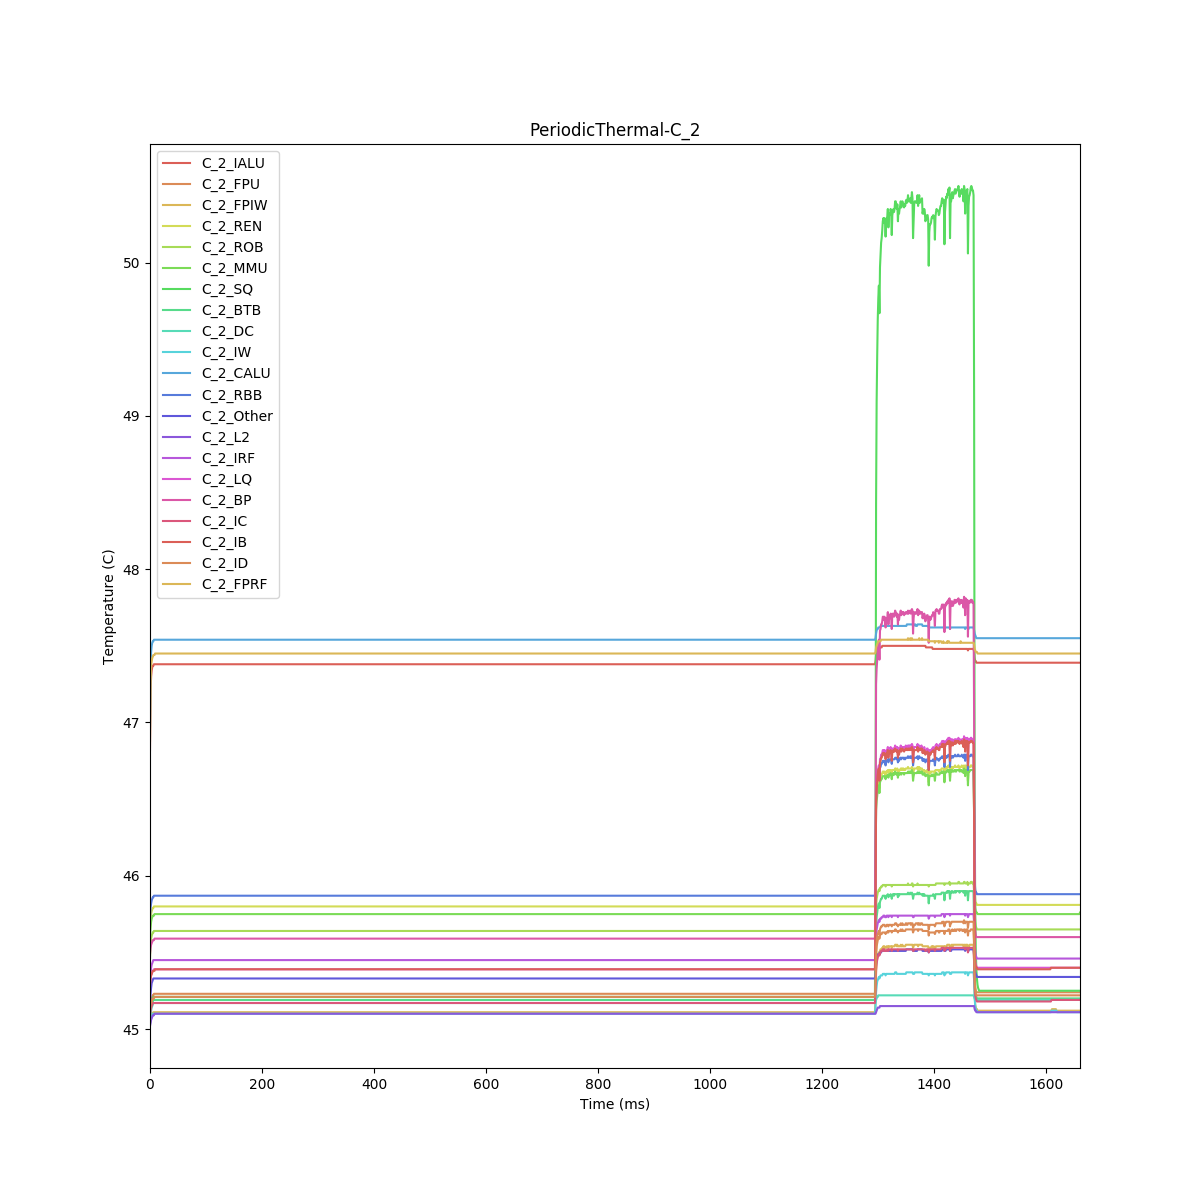 PeriodicThermal-C_2
C_2_IALU
C_2_FPU
C_2_FPIW
C_2_REN
C_2_ROB
C_2_MMU
C_2_SQ
C_2_BTB
C_2_DC
C_2_IW
C_2_CALU
C_2_RBB
C_2_Other
C_2_L2
C_2_IRF
C_2_LQ
C_2_BP
C_2_IC
C_2_IB
C_2_ID
C_2_FPRF
50
49
48
47
46
45
Temperature (C)
0 200 400 600 800 1000 1200 1400 1600
Time (ms)